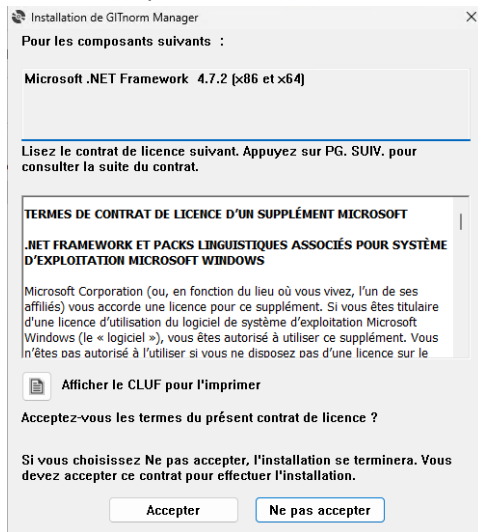 Installation de GITnorm Manager
Pour les composants suivants :
Microsoft .NET Framework 4.7.2 (x86 et x64)
Lisez le contrat de licence suivant. Appuyez sur PG. SUIV. pour
consulter la suite du contrat.
TERMES DE CONTRAT DE LICENCE D'UN SUPPLÉMENT MICROSOFT
.NET FRAMEWORK ET PACKS LINGUISTIQUES ASSOCIÉS POUR SYSTÈME
D'EXPLOITATION MICROSOFT WINDOWS
Microsoft Corporation (ou, en fonction du lieu où vous vivez, l'un de ses
affiliés) vous accorde une licence pour ce supplément. Si vous êtes titulaire
d'une licence d'utilisation du logiciel de système d'exploitation Microsoft
Windows (le « logiciel »), vous êtes autorisé à utiliser ce supplément. Vous
n'êtes pas autorisé à l'utiliser si vous ne disposez pas d'une licence sur le
Afficher le CLUF pour l'imprimer
Acceptez-vous les termes du présent contrat de licence ?
Si vous choisissez Ne pas accepter, l'installation se terminera. Vous
devez accepter ce contrat pour effectuer l'installation.
Accepter
Ne pas accepter